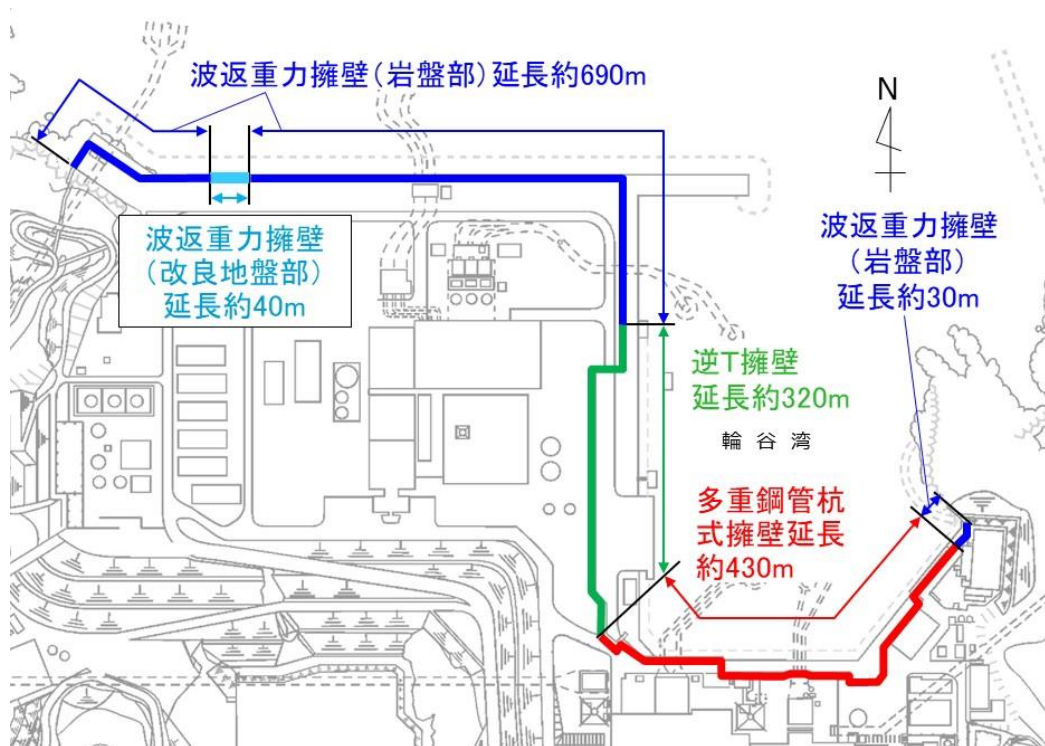 波返重力擁壁（岩盤部）延長約690m
N
波返重力擁壁
（改良地盤部）
延長約40m
波返重力擁壁
（岩盤部）
延長約30m
逆T擁壁
延長約320m
輪谷湾
多重鋼管杭
式擁壁延長
約430m